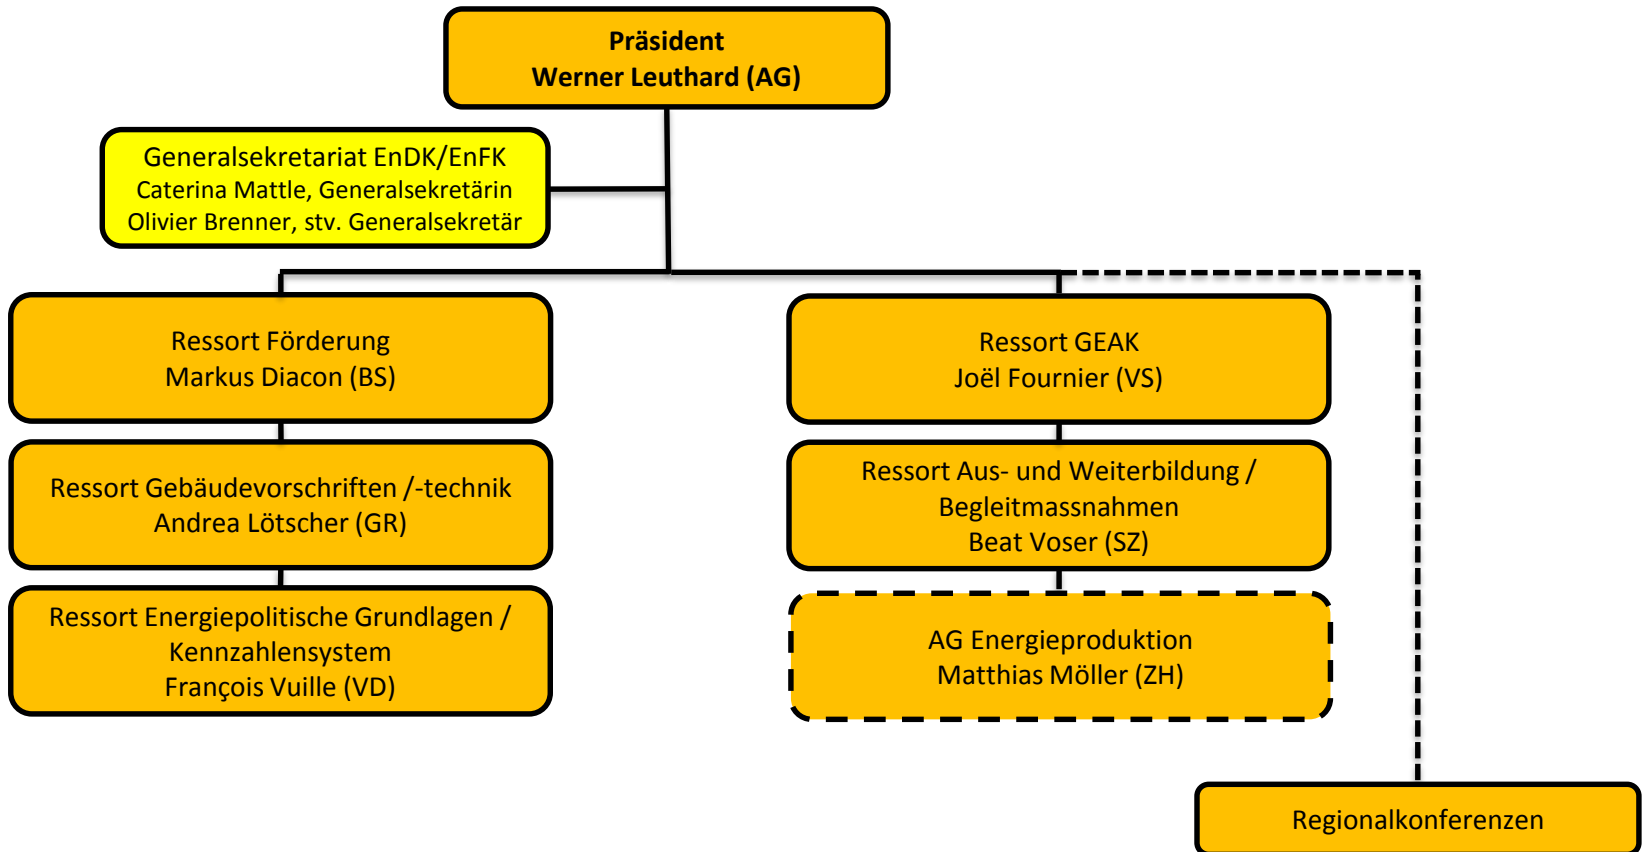 Präsident
Werner Leuthard (AG)
Generalsekretariat EnDK/EnFK
Caterina Mattle, Generalsekretärin
Olivier Brenner, stv. Generalsekretär
Ressort Förderung
Markus Diacon (BS)
Ressort GEAK
Joël Fournier (VS)
Ressort Gebäudevorschriften /-technik
Andrea Lötscher (GR)
Ressort Aus- und Weiterbildung /
Begleitmassnahmen
Beat Voser (SZ)
Ressort Energiepolitische Grundlagen /
Kennzahlensystem
François Vuille (VD)
AG Energieproduktion
Matthias Möller (ZH)
Regionalkonferenzen